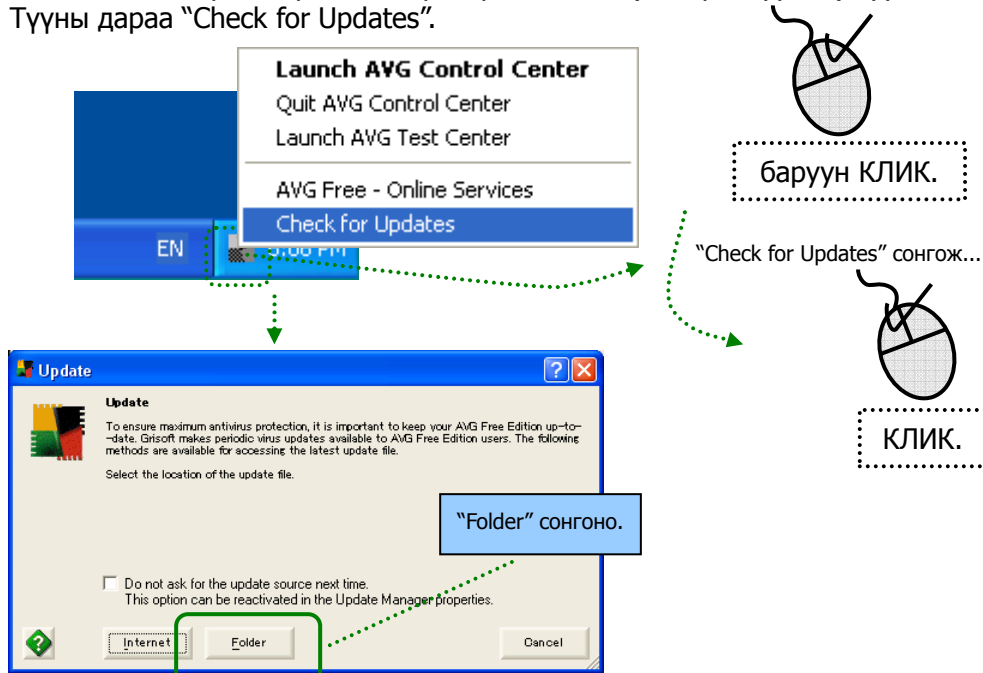 Түүны дараа “Check for Updates”.
Launch AVG Control Center
Quit AVG Control Center
Launch AVG Test Center
AVG Free - Online Services
Check for Updates
EN
PM
баруун КЛИК.
“Check for Updates” сонгож...
КЛИК.
Update
Update
To ensure maximum antivirus protection, it is important to keep your AVG Free Edition up-to-
-date. Grisoft makes periodic virus updates available to AVG Free Edition users. The following
methods are available for accessing the latest update file.
Select the location of the update file.
“Folder” сонгоно.
Do not ask for the update source next time.
This option can be reactivated in the Update Manager properties.
Internet
Folder
Cancel